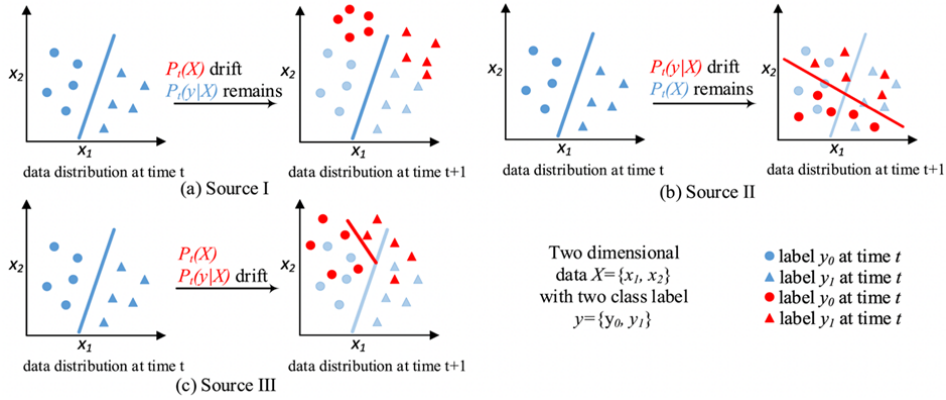 x2
x1
data distribution at time t
Pt(X) drift
Pt(y|X) remains
x2
x1
data distribution at time t+1
(a) Source I
x2
x1
data distribution at time t
Pt(y|X) drift
Pt(X) remains
x2
x1
data distribution at time t+1
(b) Source II
x2
x1
data distribution at time t
Pt(X)
Pt(y|X) drift
x2
x1
data distribution at time t+1
(c) Source III
Two dimensional
data X={x1, x2}
with two class label
y={y0, y1}
label y0 at time t
label y1 at time t
label y0 at time t
label y1 at time t